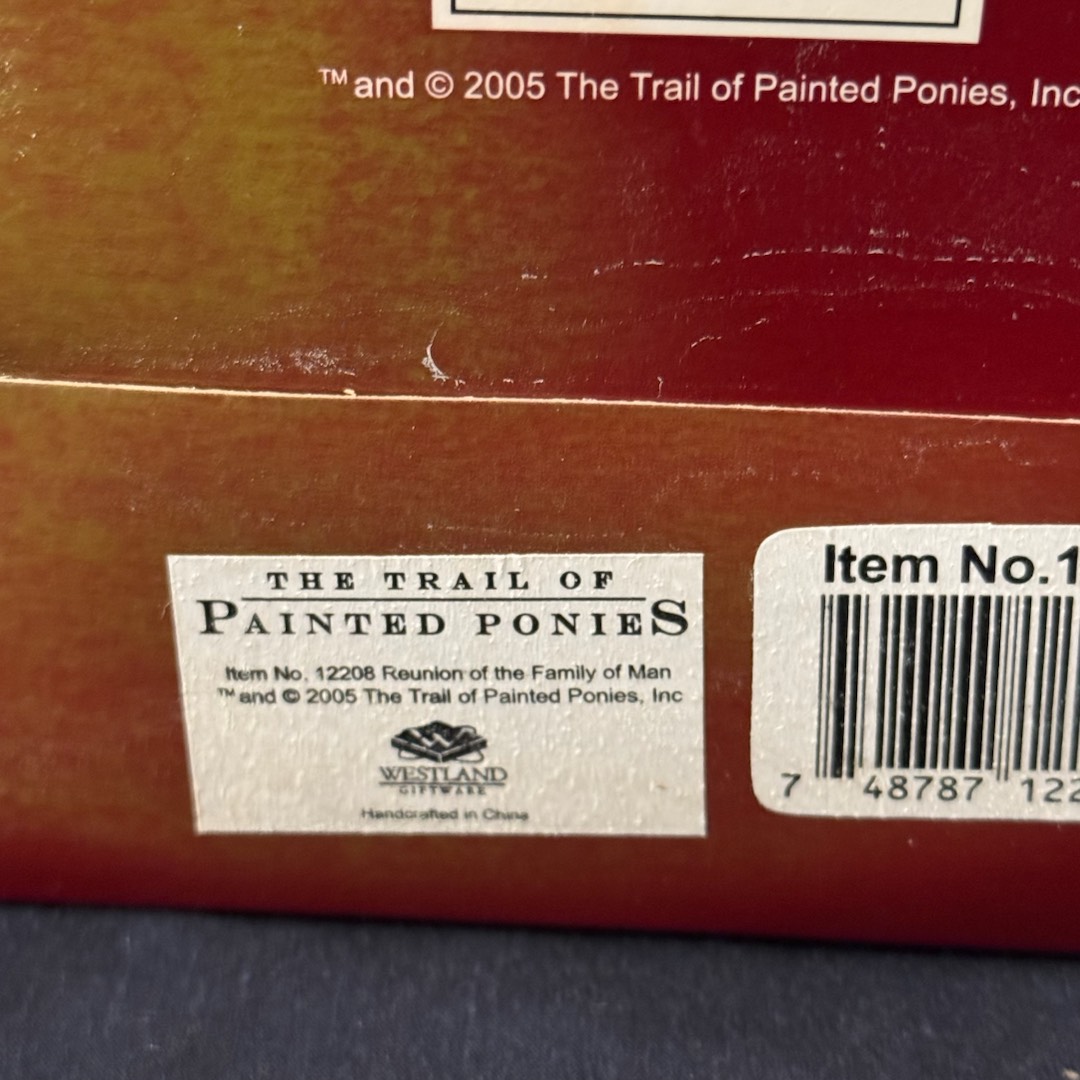 ™ and © 2005 The Trail of Painted Ponies, Inc
THE TRAIL OF
PAINTED PONIES
Item No. 12208 Reunion of the Family of Man
™ and © 2005 The Trail of Painted Ponies, Inc
WESTLAND
GIFTWARE
Handcrafted in China
Item No.1
7 48787 122